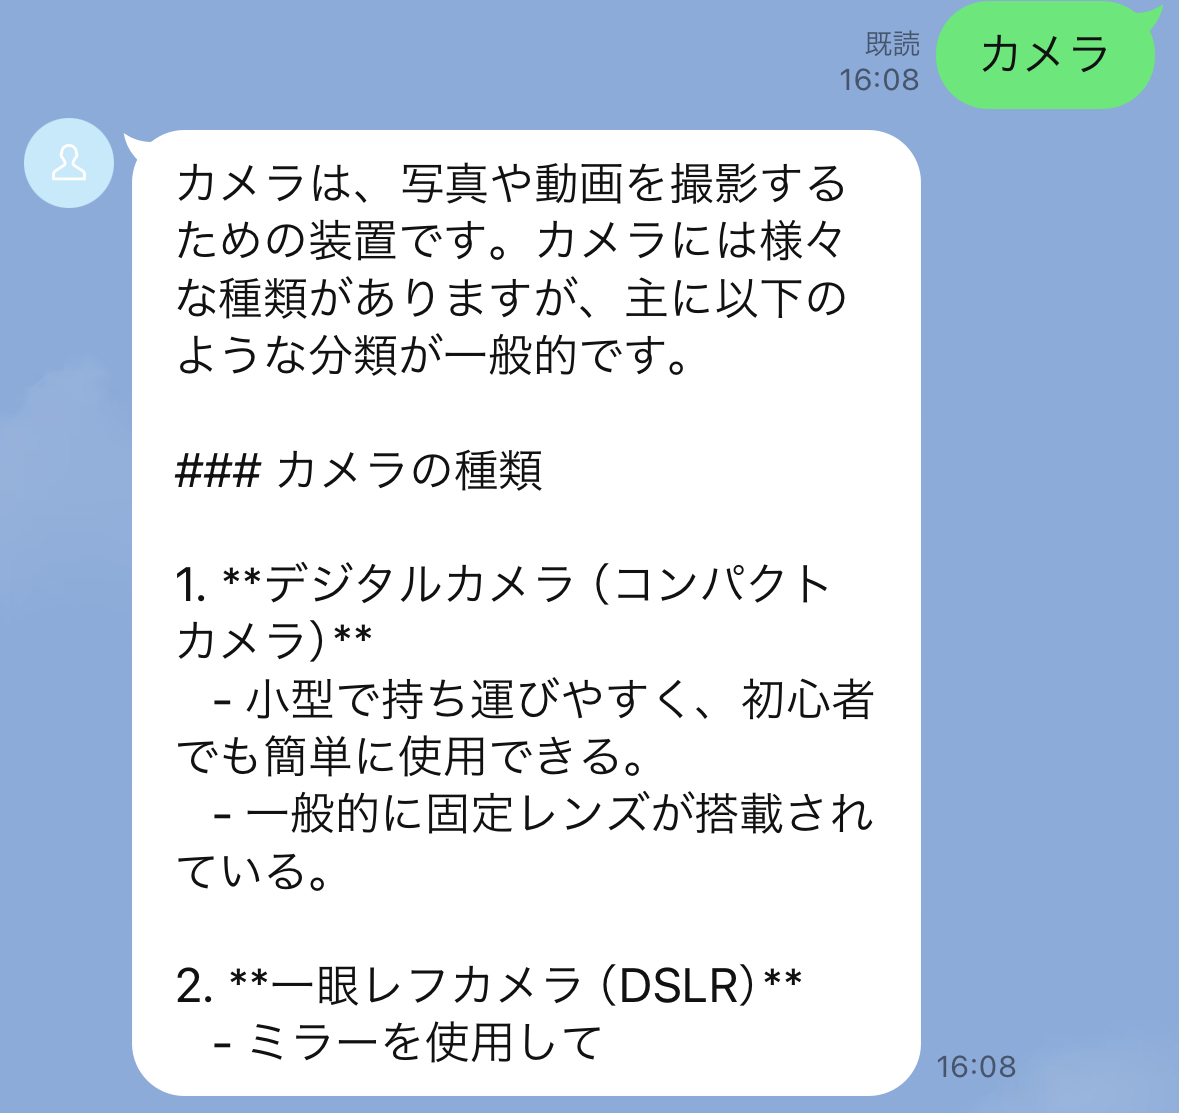 カメラ
既読
16:08
カメラは、写真や動画を撮影する
ための装置です。カメラには様々
な種類がありますが、主に以下の
ような分類が一般的です。
### カメラの種類
1. **デジタルカメラ（コンパクト
カメラ）**
- 小型で持ち運びやすく、初心者
でも簡単に使用できる。
- 一般的に固定レンズが搭載され
ている。
2. **一眼レフカメラ（DSLR）**
- ミラーを使用して
16:08